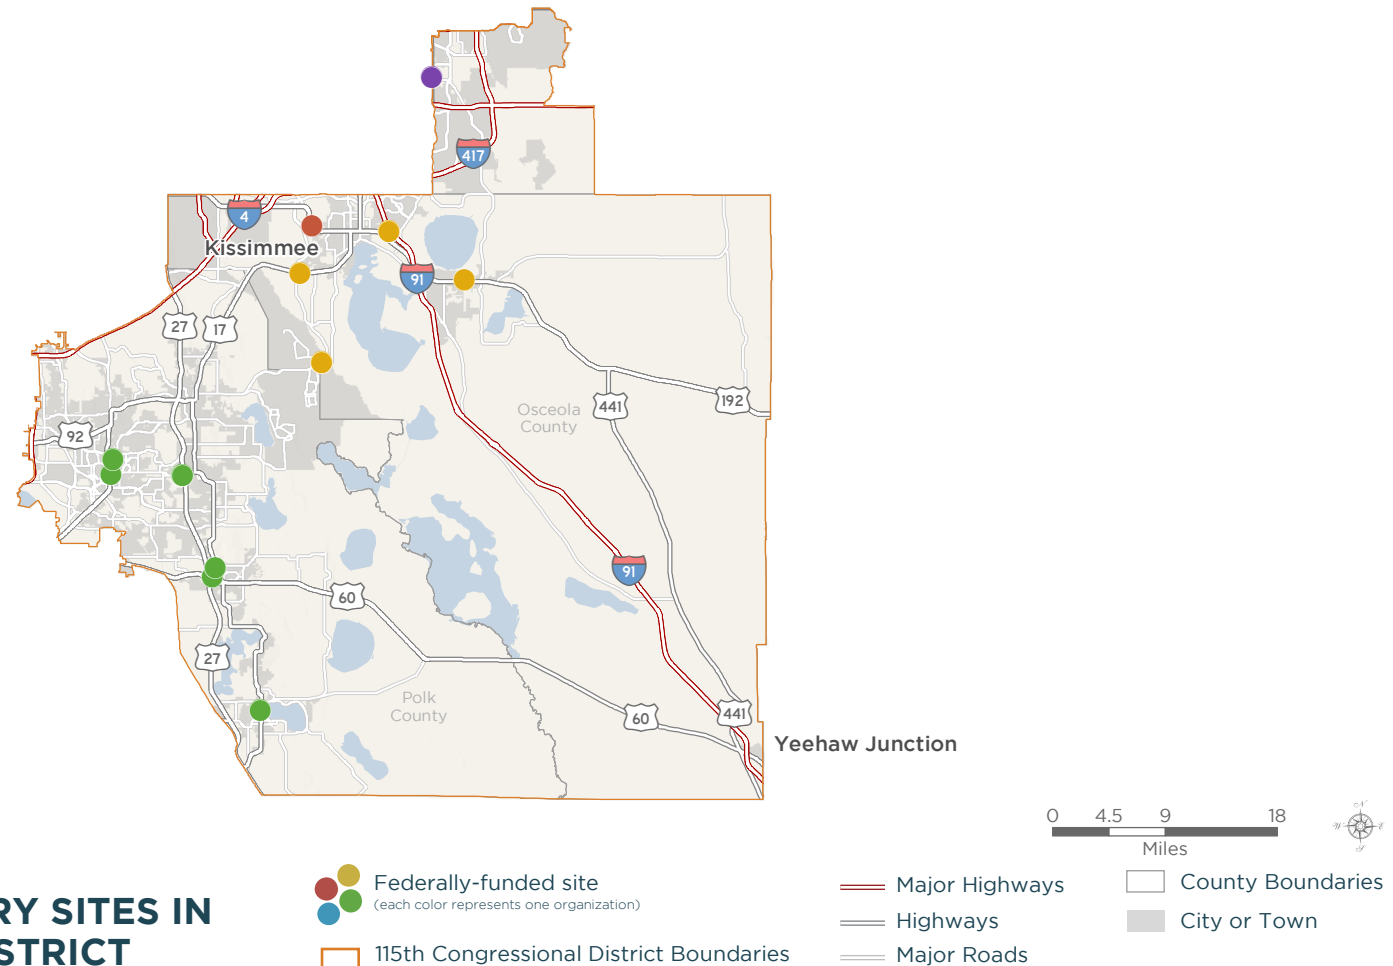 417
4
Kissimmee
91
27
17
192
441
Osceola
County
92
91
60
27
Polk
County
60
441
Yeehaw Junction
0 4.5 9 18
Miles
N
W E
S
RY SITES IN
STRICT
Federally-funded site
(each color represents one organization)
115th Congressional District Boundaries
Major Highways
Highways
Major Roads
County Boundaries
City or Town